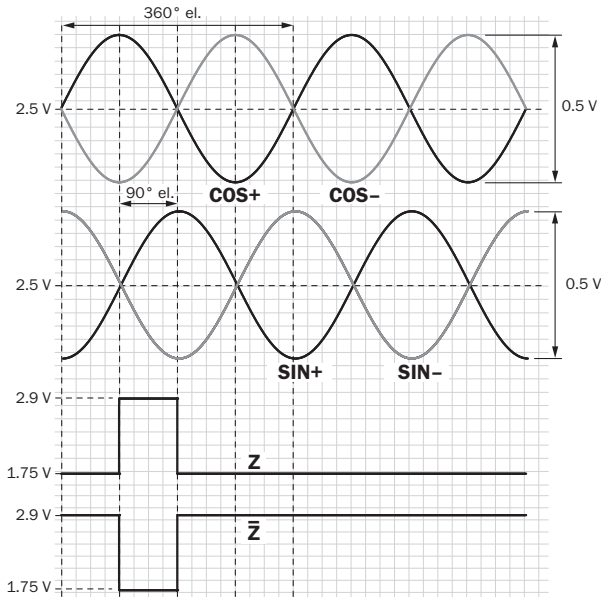 360° el.
2.5 V
0.5 V
COS+ COS–
90° el.
2.5 V
0.5 V
SIN+ SIN–
2.9 V
Z
1.75 V
2.9 V
Z̅
1.75 V